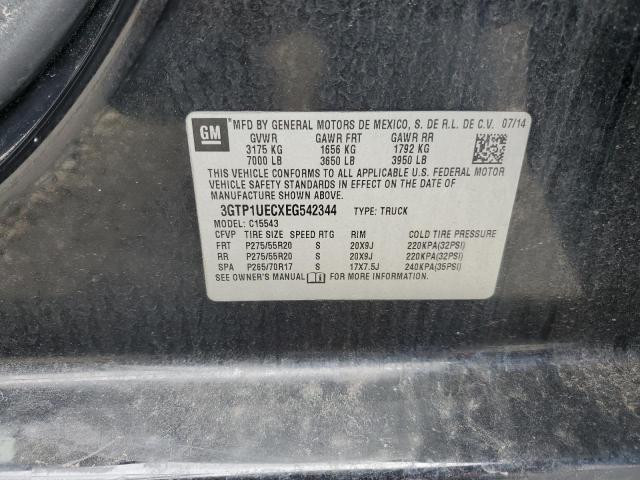 GM MFD BY GENERAL MOTORS DE MEXICO, S. DE R.L. DE C.V. 07/14
GVWR GAWR FRT GAWR RR
3175 KG 1656 KG 1792 KG
7000 LB 3650 LB 3950 LB
THIS VEHICLE CONFORMS TO ALL APPLICABLE U.S. FEDERAL MOTOR
VEHICLE SAFETY STANDARDS IN EFFECT ON THE DATE OF
MANUFACTURE SHOWN ABOVE.
3GTP1UECXEG542344 TYPE: TRUCK
MODEL: C15543
CFVP TIRE SIZE SPEED RTG RIM COLD TIRE PRESSURE
FRT P275/55R20 S 20X9J 220KPA(32PSI)
RR P275/55R20 S 20X9J 220KPA(32PSI)
SPA P265/70R17 S 17X7.5J 240KPA(35PSI)
SEE OWNER'S MANUAL FOR MORE INFORMATION.